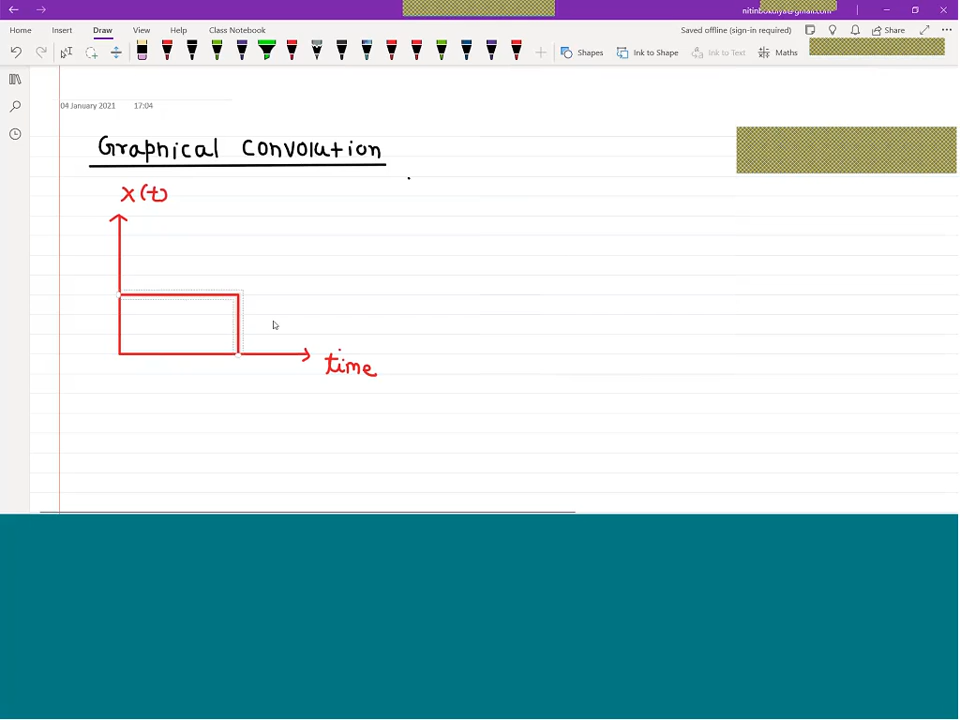 Home Insert Draw View Help Class Notebook
Saved offline (sign-in required) Share
Shapes Ink to Shape Ink to Text Maths
04 January 2021 17:04
Graphical Convolution
x(t)
time